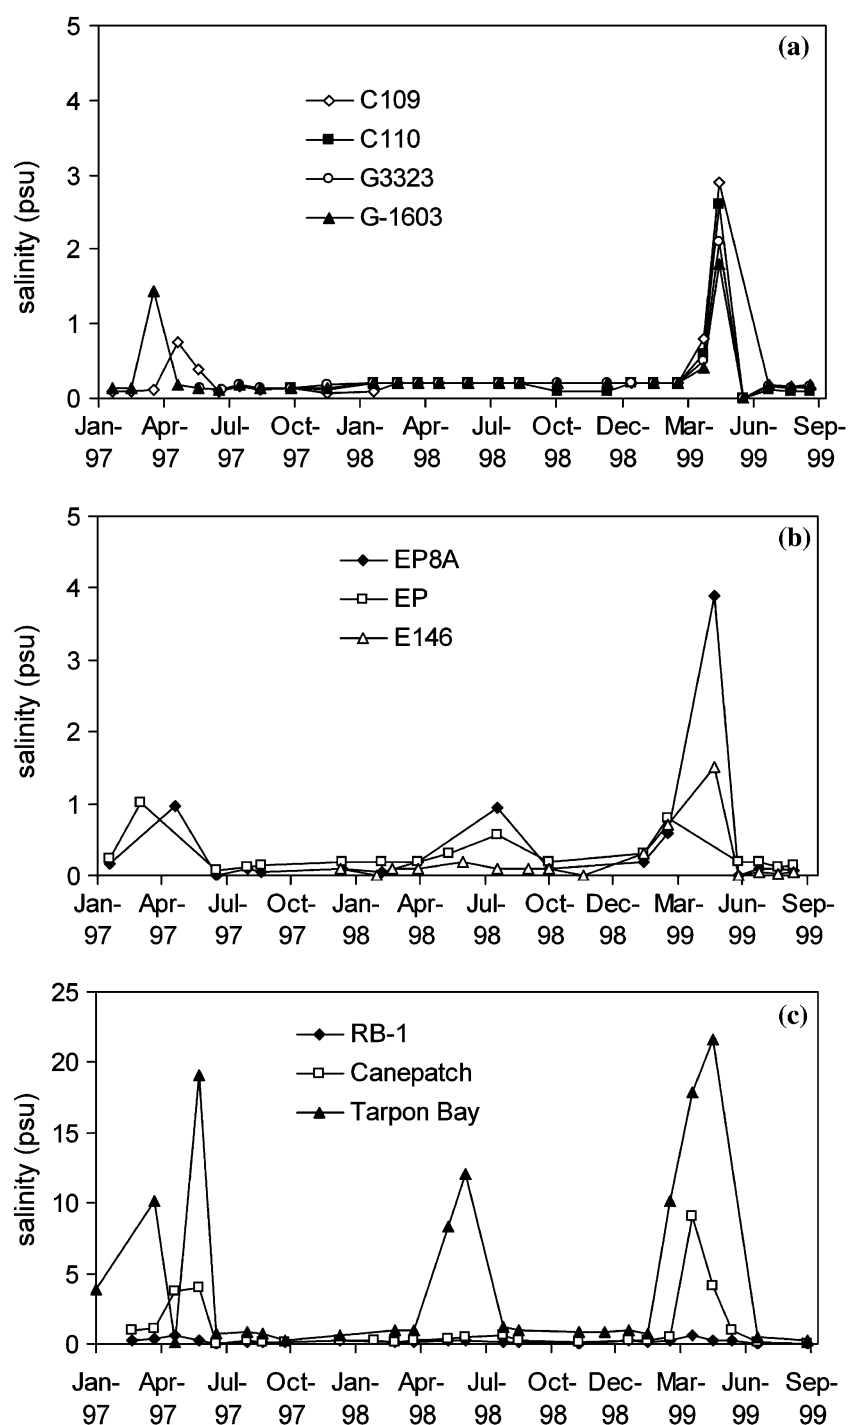 5
(a)
4
C109
C110
3
G3323
G-1603
2
1
0
salinity (psu)
Jan- Apr- Jul- Oct- Jan- Apr- Jul- Oct- Dec- Mar- Jun- Sep-
97 97 97 97 98 98 98 98 98 99 99 99
5
(b)
EP8A
4
EP
E146
3
2
1
0
salinity (psu)
Jan- Apr- Jul- Oct- Jan- Apr- Jul- Oct- Dec- Mar- Jun- Sep-
97 97 97 97 98 98 98 98 98 99 99 99
25
(c)
RB-1
20
Canepatch
Tarpon Bay
15
10
5
0
salinity (psu)
Jan- Apr- Jul- Oct- Jan- Apr- Jul- Oct- Dec- Mar- Jun- Sep-
97 97 97 97 98 98 98 98 98 99 99 99